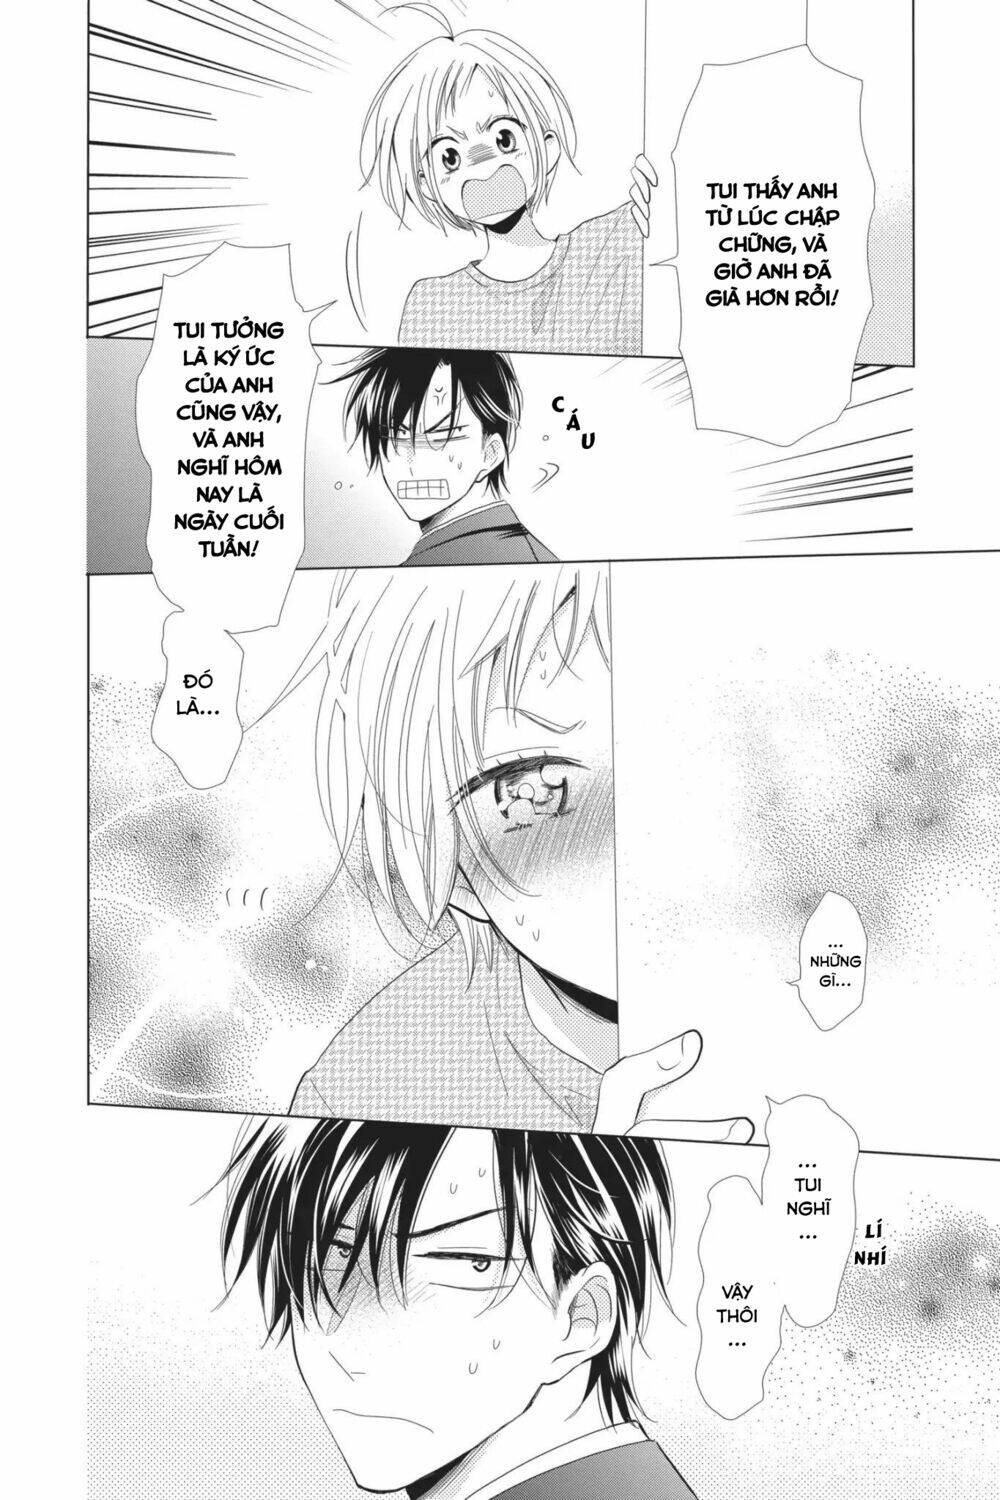 TUI THẤY ANH
TỪ LÚC CHẬP
CHỮNG, VÀ
GIỜ ANH ĐÃ
GIÀ HƠN RỒI!
TUI TƯỞNG
LÀ KÝ ỨC
CỦA ANH
CŨNG VẬY,
VÀ ANH
NGHĨ HÔM
NAY LÀ
NGÀY CUỐI
TUẦN!
CÁU
ĐÓ
LÀ...
...
NHỮNG
GÌ...
...
TUI
NGHĨ
...
LÍ
NHÍ
VẬY
THÔI
...